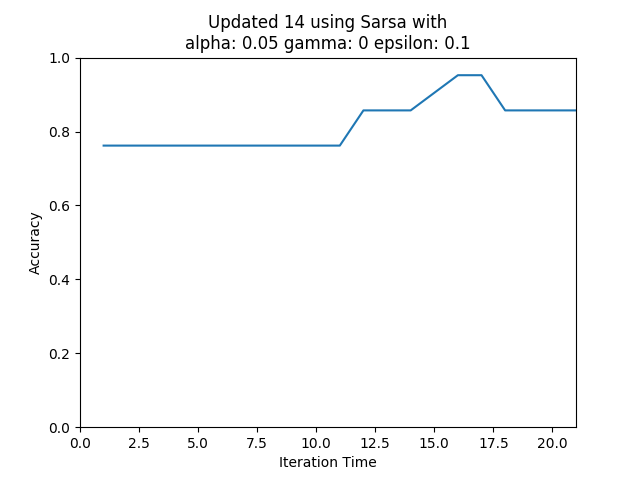 Updated 14 using Sarsa with
alpha: 0.05 gamma: 0 epsilon: 0.1
1.0
0.8
0.6
0.4
0.2
0.0
Accuracy
0.0 2.5 5.0 7.5 10.0 12.5 15.0 17.5 20.0
Iteration Time